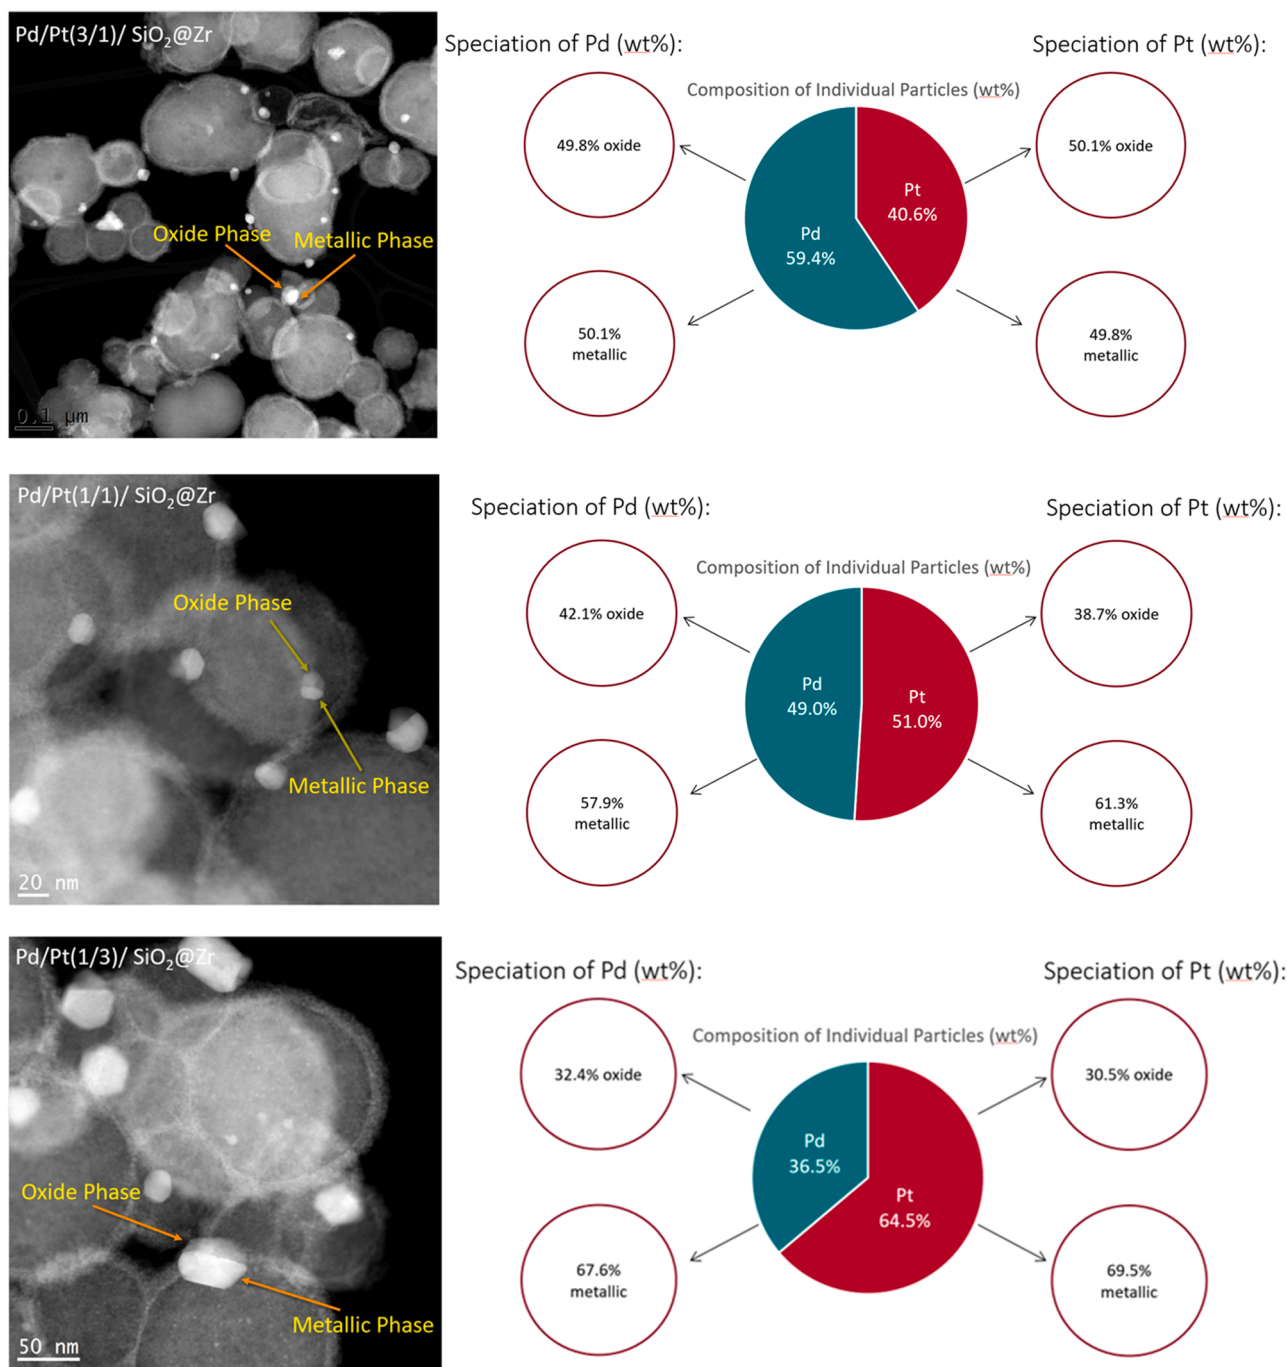 Pd/Pt(3/1)/ SiO₂@Zr
Oxide Phase
Metallic Phase
0.1 μm
Speciation of Pd (wt%):
Speciation of Pt (wt%):
Composition of Individual Particles (wt%)
49.8% oxide
50.1% oxide
Pt
40.6%
Pd
59.4%
50.1%
metallic
49.8%
metallic
Pd/Pt(1/1)/ SiO₂@Zr
Oxide Phase
Metallic Phase
20 nm
Speciation of Pd (wt%):
Speciation of Pt (wt%):
Composition of Individual Particles (wt%)
42.1% oxide
38.7% oxide
Pd
49.0%
Pt
51.0%
57.9%
metallic
61.3%
metallic
Pd/Pt(1/3)/ SiO₂@Zr
Oxide Phase
Metallic Phase
50 nm
Speciation of Pd (wt%):
Speciation of Pt (wt%):
Composition of Individual Particles (wt%)
32.4% oxide
30.5% oxide
Pd
36.5%
Pt
64.5%
67.6%
metallic
69.5%
metallic